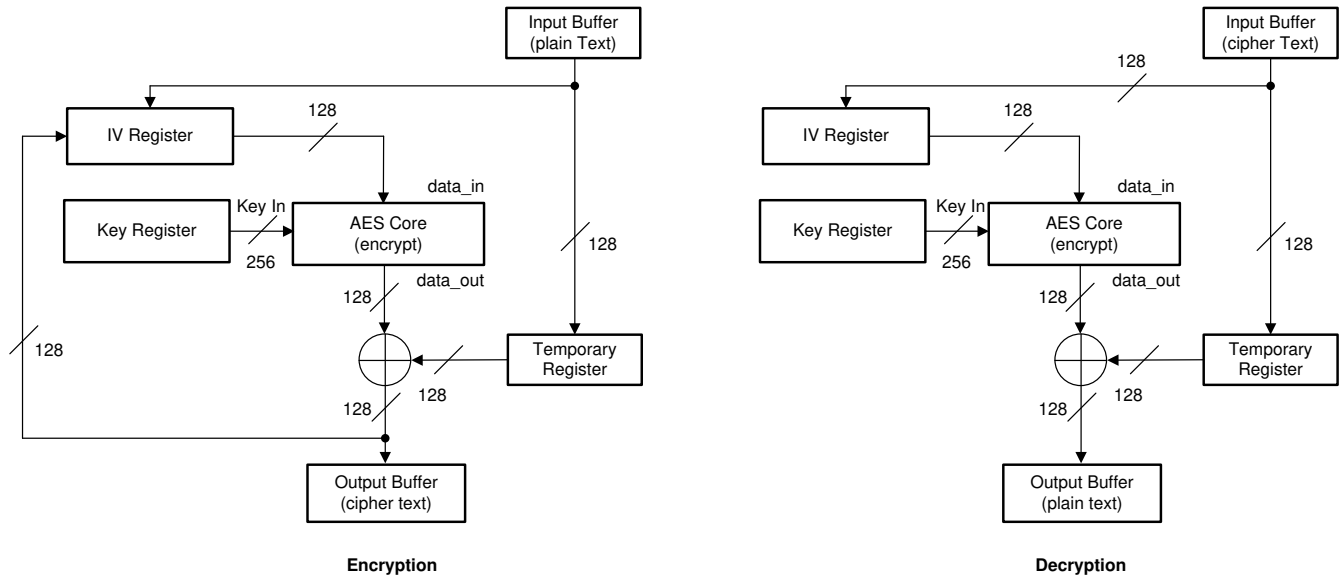 Input Buffer
(plain Text)
128
IV Register
data_in
Key In
Key Register
AES Core
(encrypt)
256
128
data_out
128
128
Temporary
Register
128
128
Output Buffer
(cipher text)
Encryption
Input Buffer
(cipher Text)
128
128
IV Register
data_in
Key In
Key Register
AES Core
(encrypt)
256
128
data_out
128
Temporary
Register
128
128
Output Buffer
(plain text)
Decryption